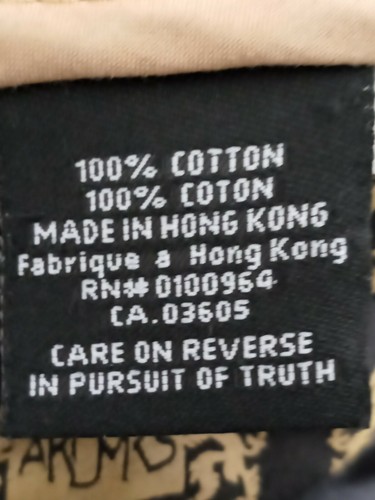 100% COTTON
100% COTON
MADE IN HONG KONG
Fabrique a Hong Kong
RN# 0100964
CA.03605
CARE ON REVERSE
IN PURSUIT OF TRUTH